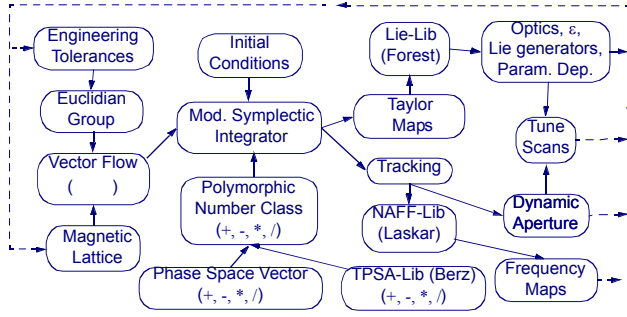 Engineering
Tolerances
Euclidian
Group
Vector Flow
( )
Magnetic
Lattice
Initial
Conditions
Mod. Symplectic
Integrator
Polymorphic
Number Class
(+, -, *, /)
Phase Space Vector
(+, -, *, /)
TPSA-Lib (Berz)
(+, -, *, /)
Lie-Lib
(Forest)
Taylor
Maps
Tracking
NAFF-Lib
(Laskar)
Optics, ε,
Lie generators,
Param. Dep.
Tune
Scans
Dynamic
Aperture
Frequency
Maps